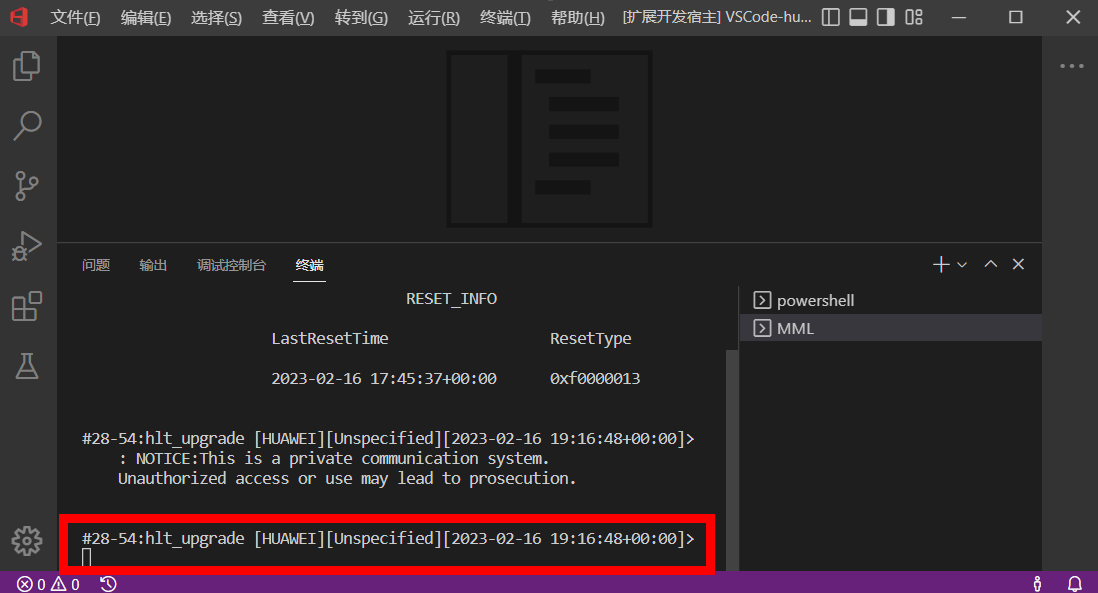 文件(F) 编辑(E) 选择(S) 查看(V) 转到(G) 运行(R) 终端(T) 帮助(H) [扩展开发宿主] VSCode-hu...
问题 输出 调试控制台 终端
RESET_INFO
LastResetTime ResetType
2023-02-16 17:45:37+00:00 0xf0000013
#28-54:hlt_upgrade [HUAWEI][Unspecified][2023-02-16 19:16:48+00:00]>
: NOTICE:This is a private communication system.
Unauthorized access or use may lead to prosecution.
#28-54:hlt_upgrade [HUAWEI][Unspecified][2023-02-16 19:16:48+00:00]>
powershell
MML
0 0